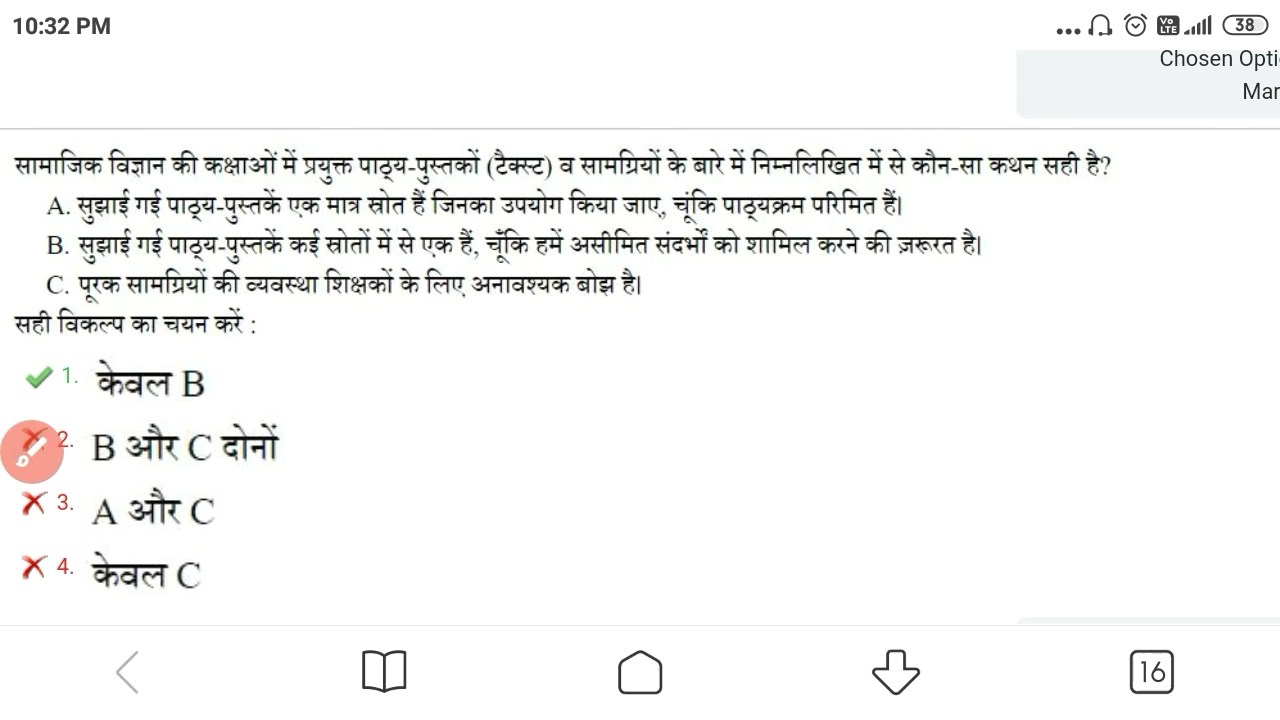 10:32 PM
Vo LTE
38
Chosen Opti
Mar
सामाजिक विज्ञान की कक्षाओं में प्रयुक्त पाठ्य-पुस्तकों (टैक्स्ट) व सामग्रियों के बारे में निम्नलिखित में से कौन-सा कथन सही है?
A. सुझाई गई पाठ्य-पुस्तकें एक मात्र स्रोत हैं जिनका उपयोग किया जाए, चूंकि पाठ्यक्रम परिमित हैं।
B. सुझाई गई पाठ्य-पुस्तकें कई स्रोतों में से एक हैं, चूँकि हमें असीमित संदर्भों को शामिल करने की ज़रूरत है।
C. पूरक सामग्रियों की व्यवस्था शिक्षकों के लिए अनावश्यक बोझ है।
सही विकल्प का चयन करें :
1. केवल B
2. B और C दोनों
3. A और C
4. केवल C
16